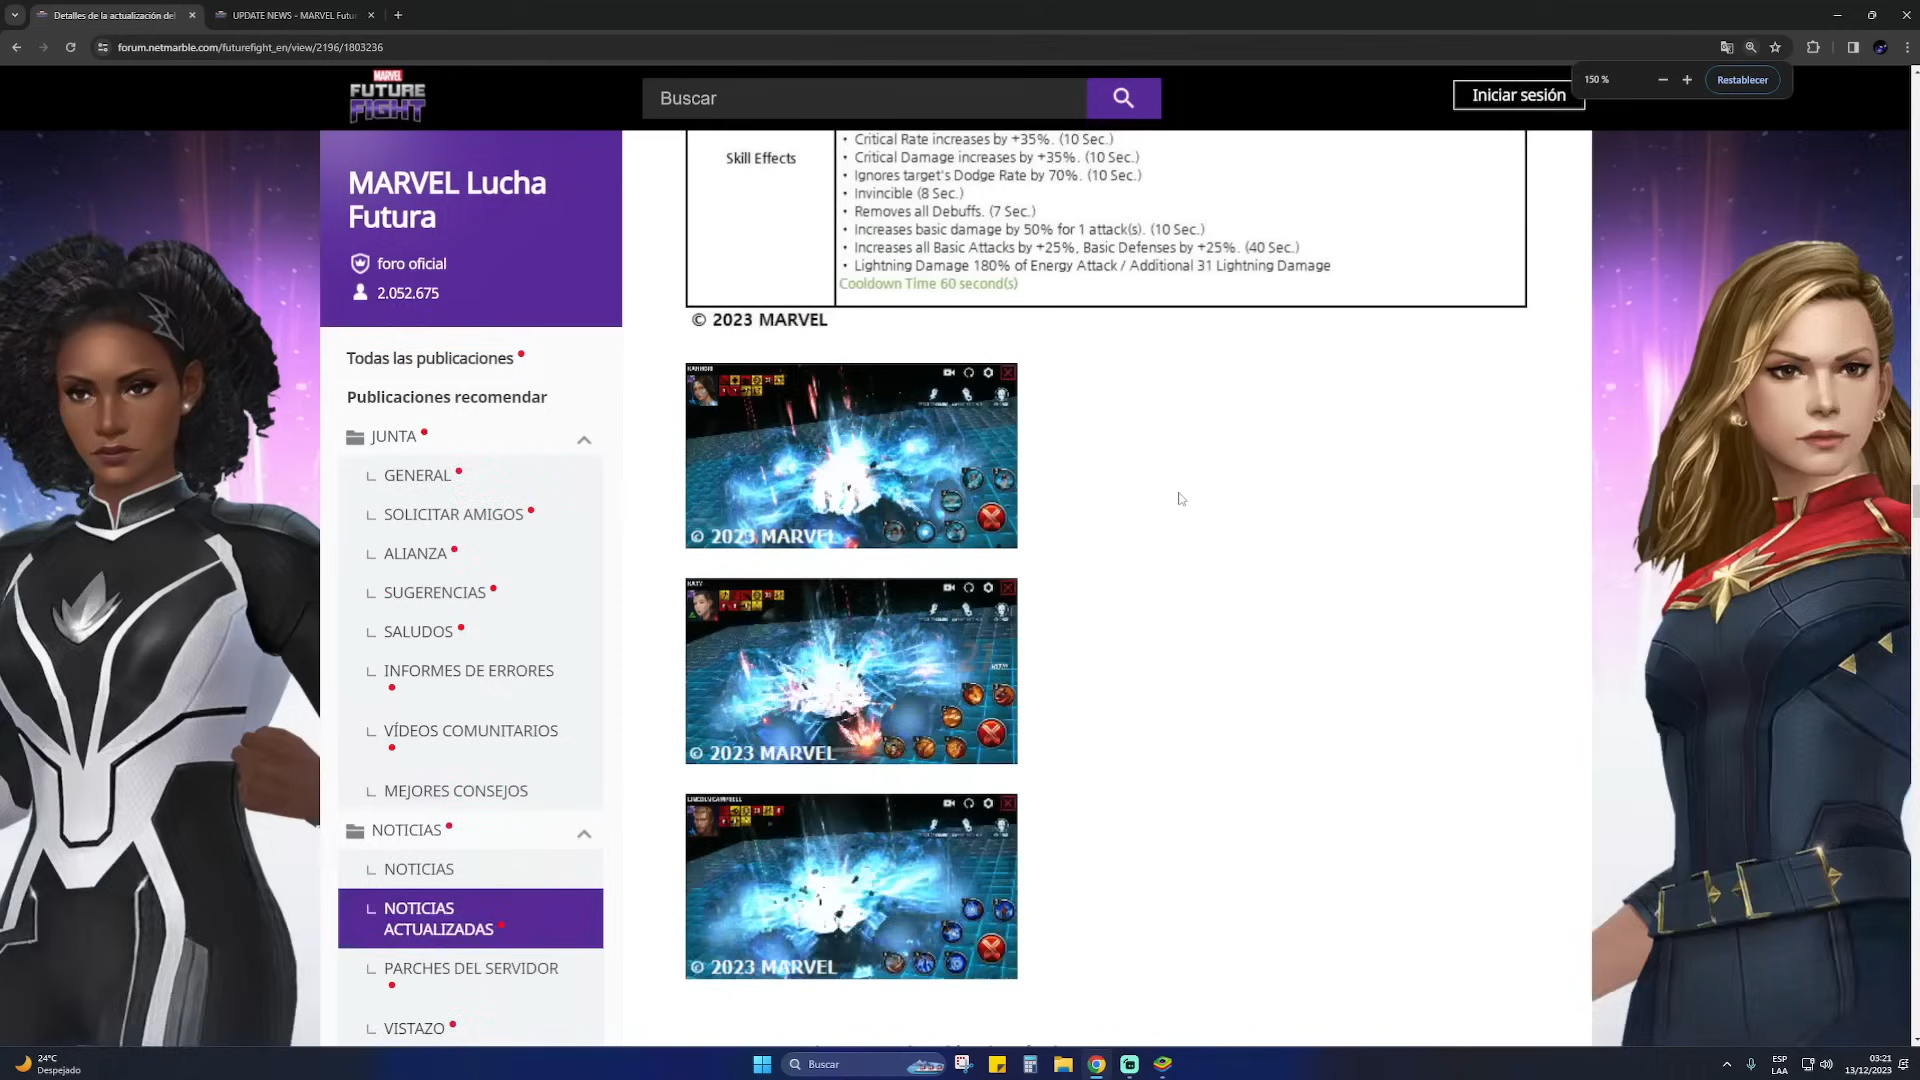 Detalles de la actualización del
UPDATE NEWS - MARVEL Futur
forum.netmarble.com/futurefight_en/view/2196/1803236
150 %
Restablecer
MARVEL
FUTURE
FIGHT
Buscar
Iniciar sesión
MARVEL Lucha
Futura
foro oficial
2.052.675
Todas las publicaciones
Publicaciones recomendar
JUNTA
GENERAL
SOLICITAR AMIGOS
ALIANZA
SUGERENCIAS
SALUDOS
INFORMES DE ERRORES
VÍDEOS COMUNITARIOS
MEJORES CONSEJOS
NOTICIAS
NOTICIAS
NOTICIAS
ACTUALIZADAS
PARCHES DEL SERVIDOR
VISTAZO
Skill Effects
• Critical Rate increases by +35%. (10 Sec.)
• Critical Damage increases by +35%. (10 Sec.)
• Ignores target's Dodge Rate by 70%. (10 Sec.)
• Invincible (8 Sec.)
• Removes all Debuffs. (7 Sec.)
• Increases basic damage by 50% for 1 attack(s). (10 Sec.)
• Increases all Basic Attacks by +25%, Basic Defenses by +25%. (40 Sec.)
• Lightning Damage 180% of Energy Attack / Additional 31 Lightning Damage
Cooldown Time 60 second(s)
© 2023 MARVEL
KAHHORI
© 2023 MARVEL
© 2023 MARVEL
LINCOLN CAMPBELL
© 2023 MARVEL
24°C
Despejado
Buscar
ESP
LAA
03:21
13/12/2023